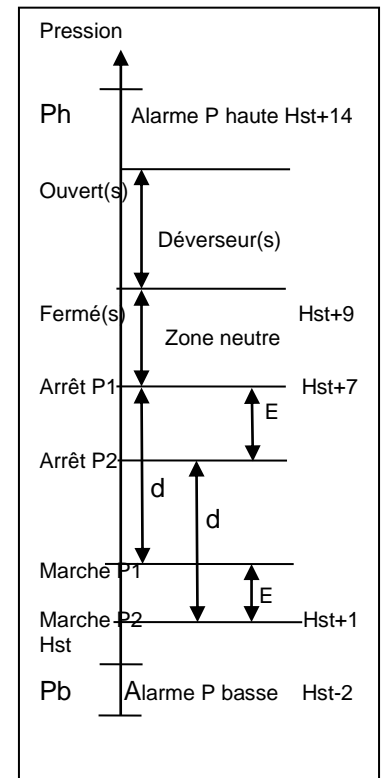 Pression
Ph Alarme P haute Hst+14
Ouvert(s)
Déverseur(s)
Fermé(s) Hst+9
Zone neutre
Arrêt P1 Hst+7
E
Arrêt P2
d
d
Marche P1
E
Marche P2 Hst+1
Hst
Pb Alarme P basse Hst-2